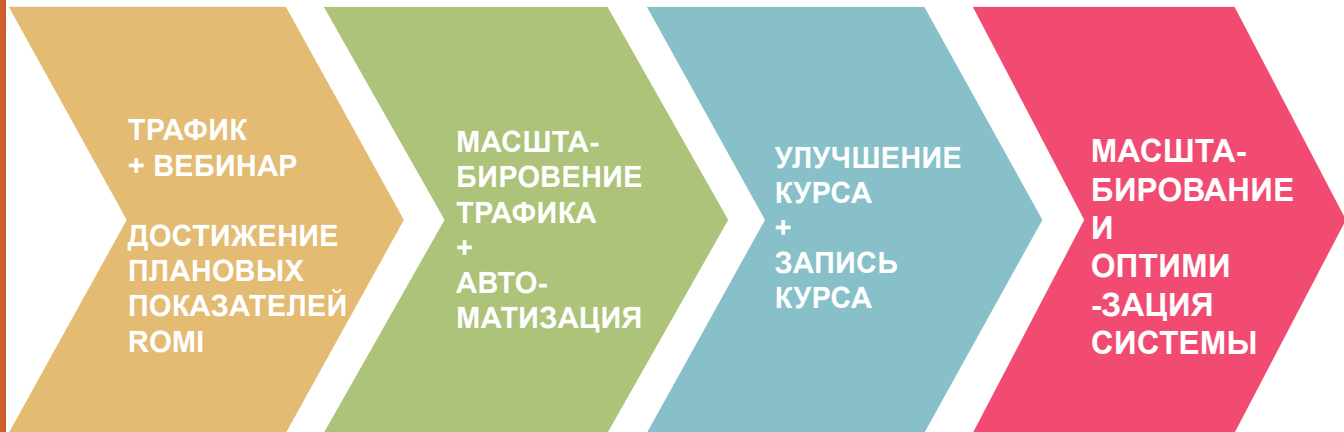 ТРАФИК
+ ВЕБИНАР
ДОСТИЖЕНИЕ
ПЛАНОВЫХ
ПОКАЗАТЕЛЕЙ
ROMI
МАСШТА-
БИРОВЕНИЕ
ТРАФИКА
+
АВТО-
МАТИЗАЦИЯ
УЛУЧШЕНИЕ
КУРСА
+
ЗАПИСЬ
КУРСА
МАСШТА-
БИРОВАНИЕ
И
ОПТИМИ
-ЗАЦИЯ
СИСТЕМЫ